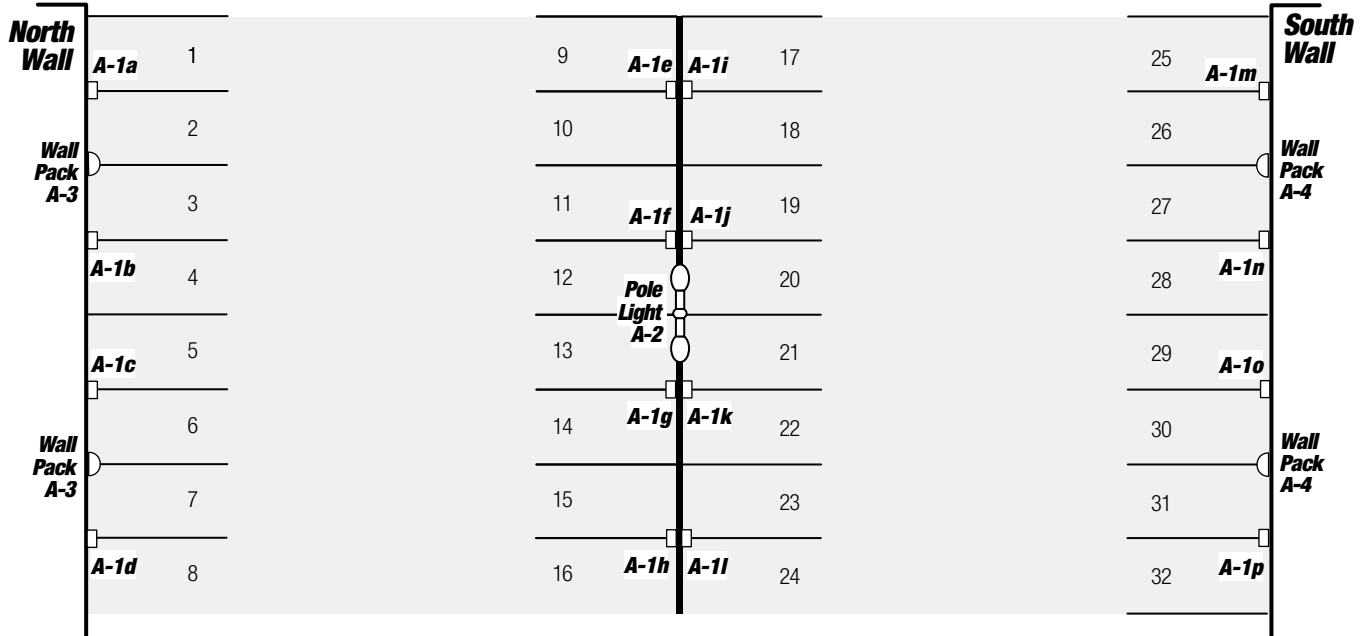 North
Wall
A-1a
1
2
Wall
Pack
A-3
3
A-1b
4
A-1c
5
6
Wall
Pack
A-3
7
A-1d
8
9
A-1e
A-1i
17
10
18
11
A-1f
A-1j
19
12
20
Pole
Light
A-2
13
21
14
A-1g
A-1k
22
15
23
16
A-1h
A-1l
24
South
Wall
25
A-1m
26
Wall
Pack
A-4
27
A-1n
28
29
A-1o
30
Wall
Pack
A-4
31
A-1p
32